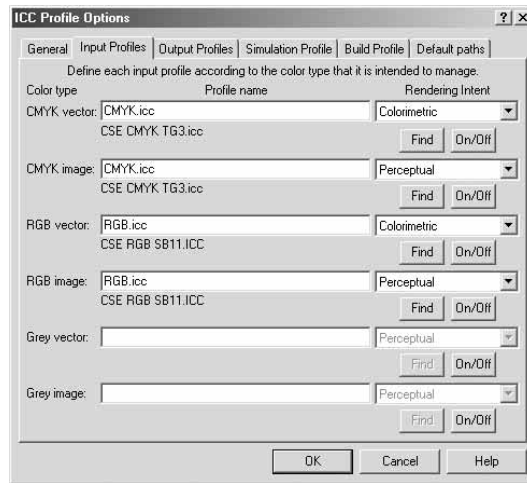 ICC Profile Options
? x
General Input Profiles Output Profiles Simulation Profile Build Profile Default paths
Define each input profile according to the color type that it is intended to manage.
Color type Profile name Rendering Intent
CMYK vector: CMYK.icc Colorimetric
CSE CMYK TG3.icc Find On/Off
CMYK image: CMYK.icc Perceptual
CSE CMYK TG3.icc Find On/Off
RGB vector: RGB.icc Colorimetric
CSE RGB SB11.ICC Find On/Off
RGB image: RGB.icc Perceptual
CSE RGB SB11.ICC Find On/Off
Grey vector: Perceptual
Find On/Off
Grey image: Perceptual
Find On/Off
OK Cancel Help